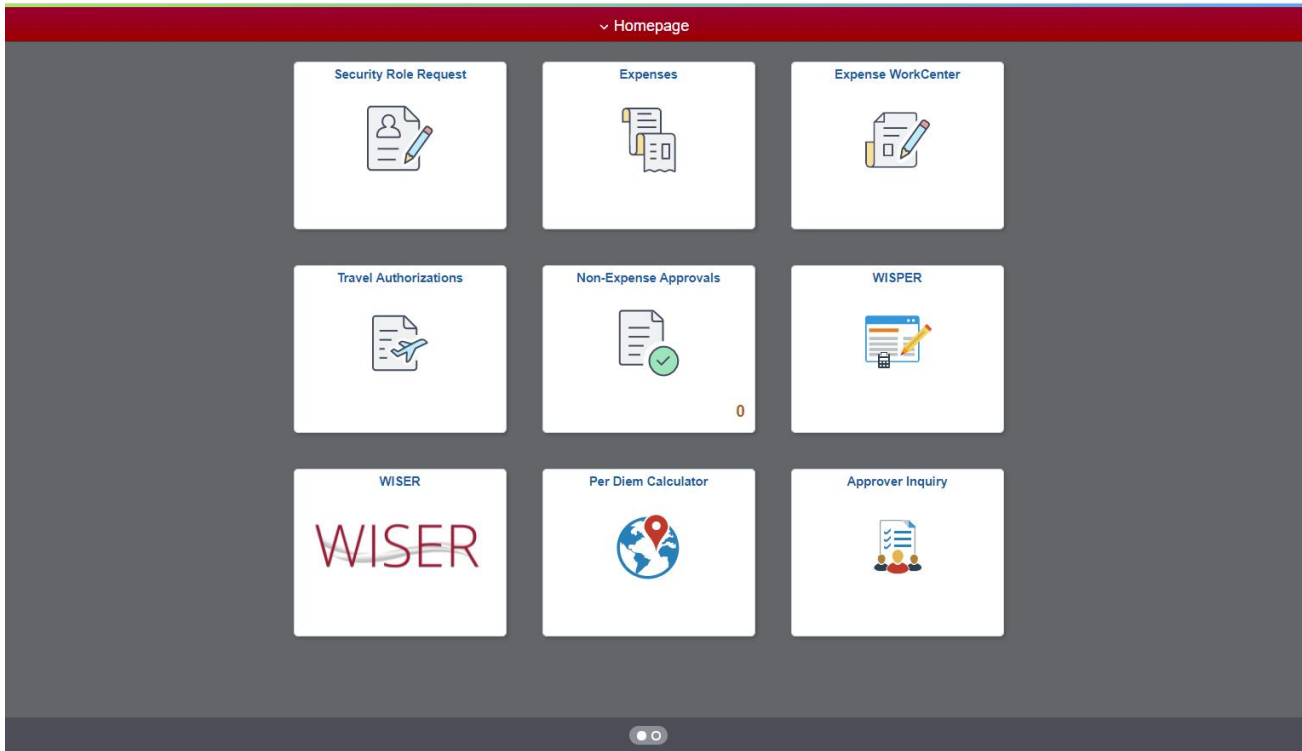 Homepage
Security Role Request
Expenses
Expense WorkCenter
Travel Authorizations
Non-Expense Approvals
0
WISPER
WISER
WISER
Per Diem Calculator
Approver Inquiry